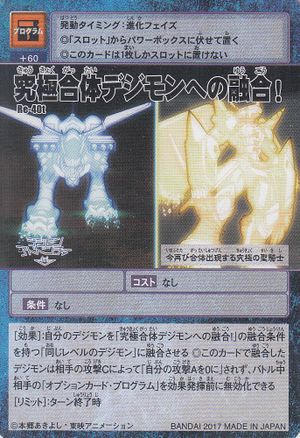 プログラム
+60
発動タイミング:進化フェイズ
◎「スロット」からパワーボックスに伏せて置く
◎このカードは1枚しかスロットに置けない
究極合体デジモンへの融合!
Re-40t
今再び合体出現する究極の聖騎士
コスト なし
条件 なし
[効果]:自分のデジモンを「究極合体デジモンへの融合!」の融合条件
を持つ「同じレベルのデジモン」に融合させる ◎このカードで融合した
デジモンは相手の攻撃Cによって「自分の攻撃Aを0にされず、バトル中
相手の「オプションカード・プログラム」を効果発揮前に無効化できる
[リミット]:ターン終了時
©本郷あきよし・東映アニメーション
BANDAI 2017 MADE IN JAPAN